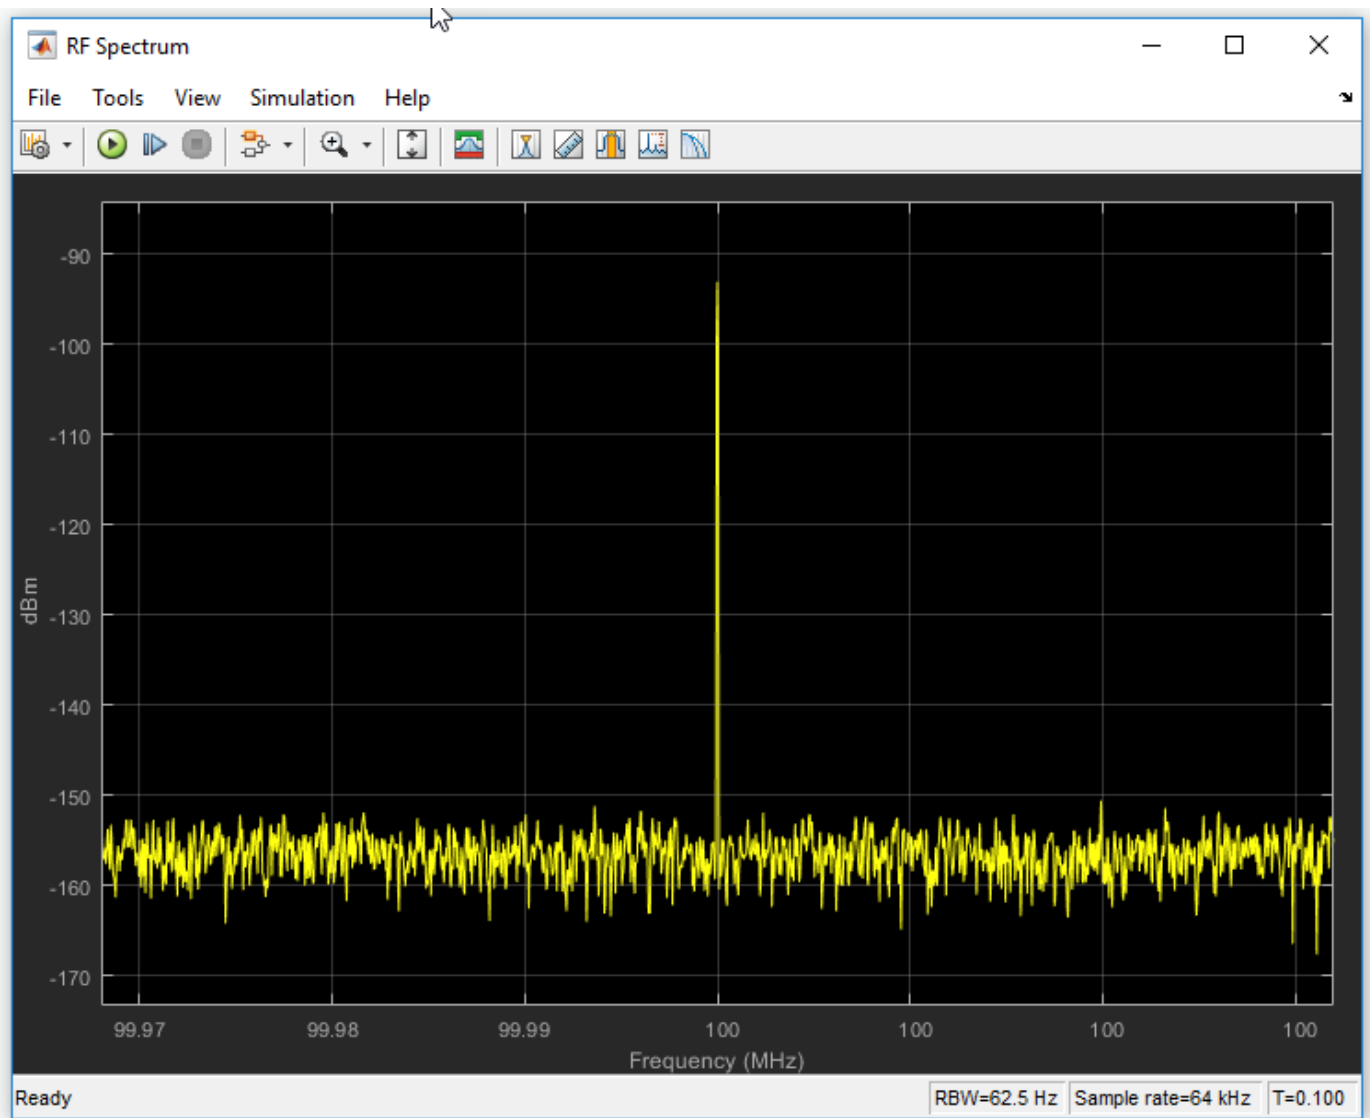 RF Spectrum
File Tools View Simulation Help
-90
-100
-110
-120
-130
-140
-150
-160
-170
dBm
99.97 99.98 99.99 100 100 100 100
Frequency (MHz)
Ready RBW=62.5 Hz Sample rate=64 kHz T=0.100